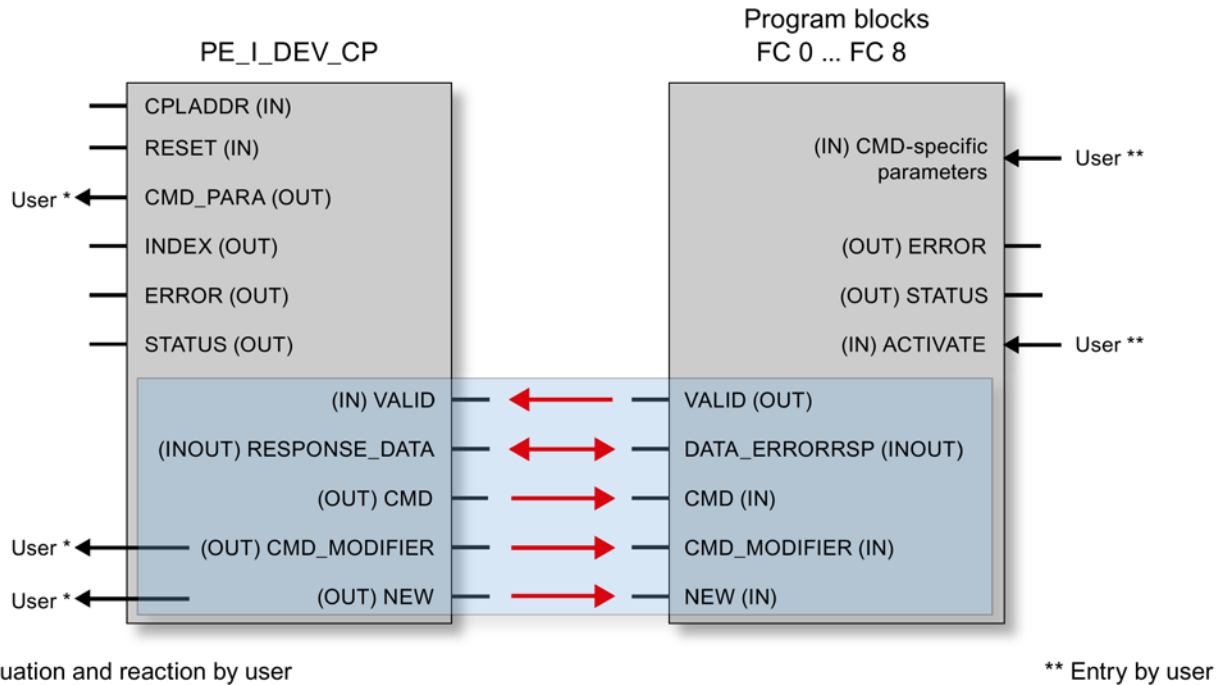 Program blocks
PE_I_DEV_CP
FC 0 ... FC 8
CPLADDR (IN)
RESET (IN)
User *
CMD_PARA (OUT)
INDEX (OUT)
ERROR (OUT)
STATUS (OUT)
(IN) VALID
(INOUT) RESPONSE_DATA
(OUT) CMD
User *
(OUT) CMD_MODIFIER
User *
(OUT) NEW
(IN) CMD-specific
parameters
User **
(OUT) ERROR
(OUT) STATUS
(IN) ACTIVATE
User **
VALID (OUT)
DATA_ERRORRSP (INOUT)
CMD (IN)
CMD_MODIFIER (IN)
NEW (IN)
uation and reaction by user
** Entry by user